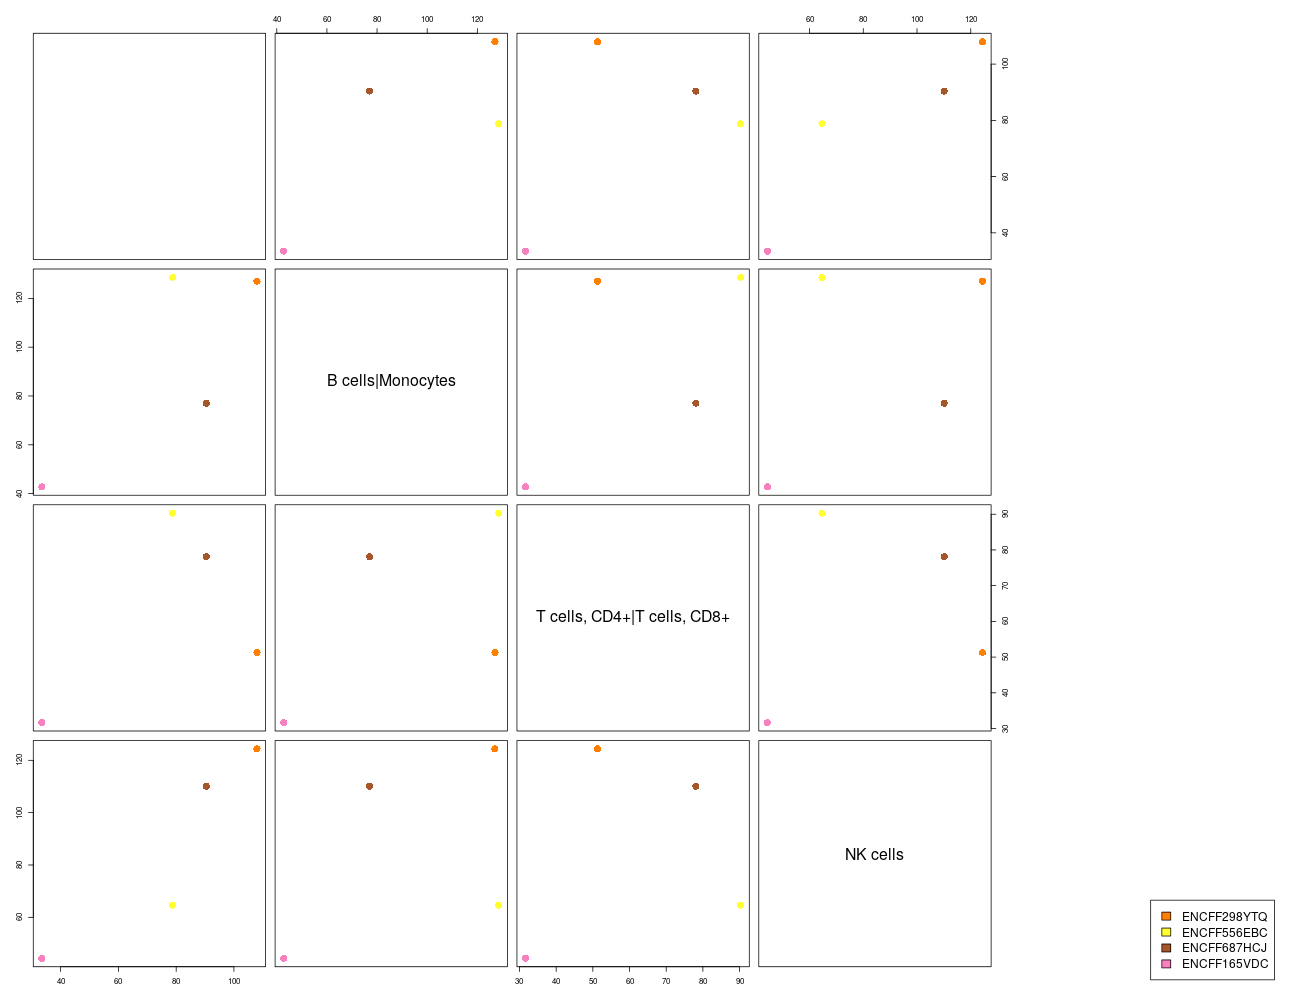 40 60 80 100 120 60 80 100 120
40 60 80 100
40 60 80 100 120
B cells|Monocytes
T cells, CD4+|T cells, CD8+
30 40 50 60 70 80 90
60 80 100 120
NK cells
40 60 80 100 30 40 50 60 70 80 90
ENCFF298YTQ
ENCFF556EBC
ENCFF687HCJ
ENCFF165VDC